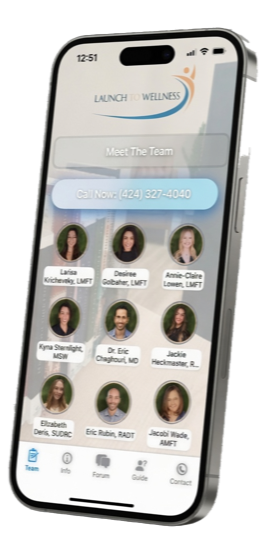 12:51
LAUNCH TO WELLNESS
Meet The Team
Call Now: (424) 327-4040
Larisa
Krichevsky, LMFT
Desiree
Golbaher, LMFT
Annie-Claire
Lowen, LMFT
Kyna Sternlight,
MSW
Dr. Eric
Chaghouri, MD
Jackie
Heckmaster, R...
Elizabeth
Deris, SUDRC
Eric Rubin, RADT
Jacobi Wade,
AMFT
Team
Info
Forum
Guide
Contact